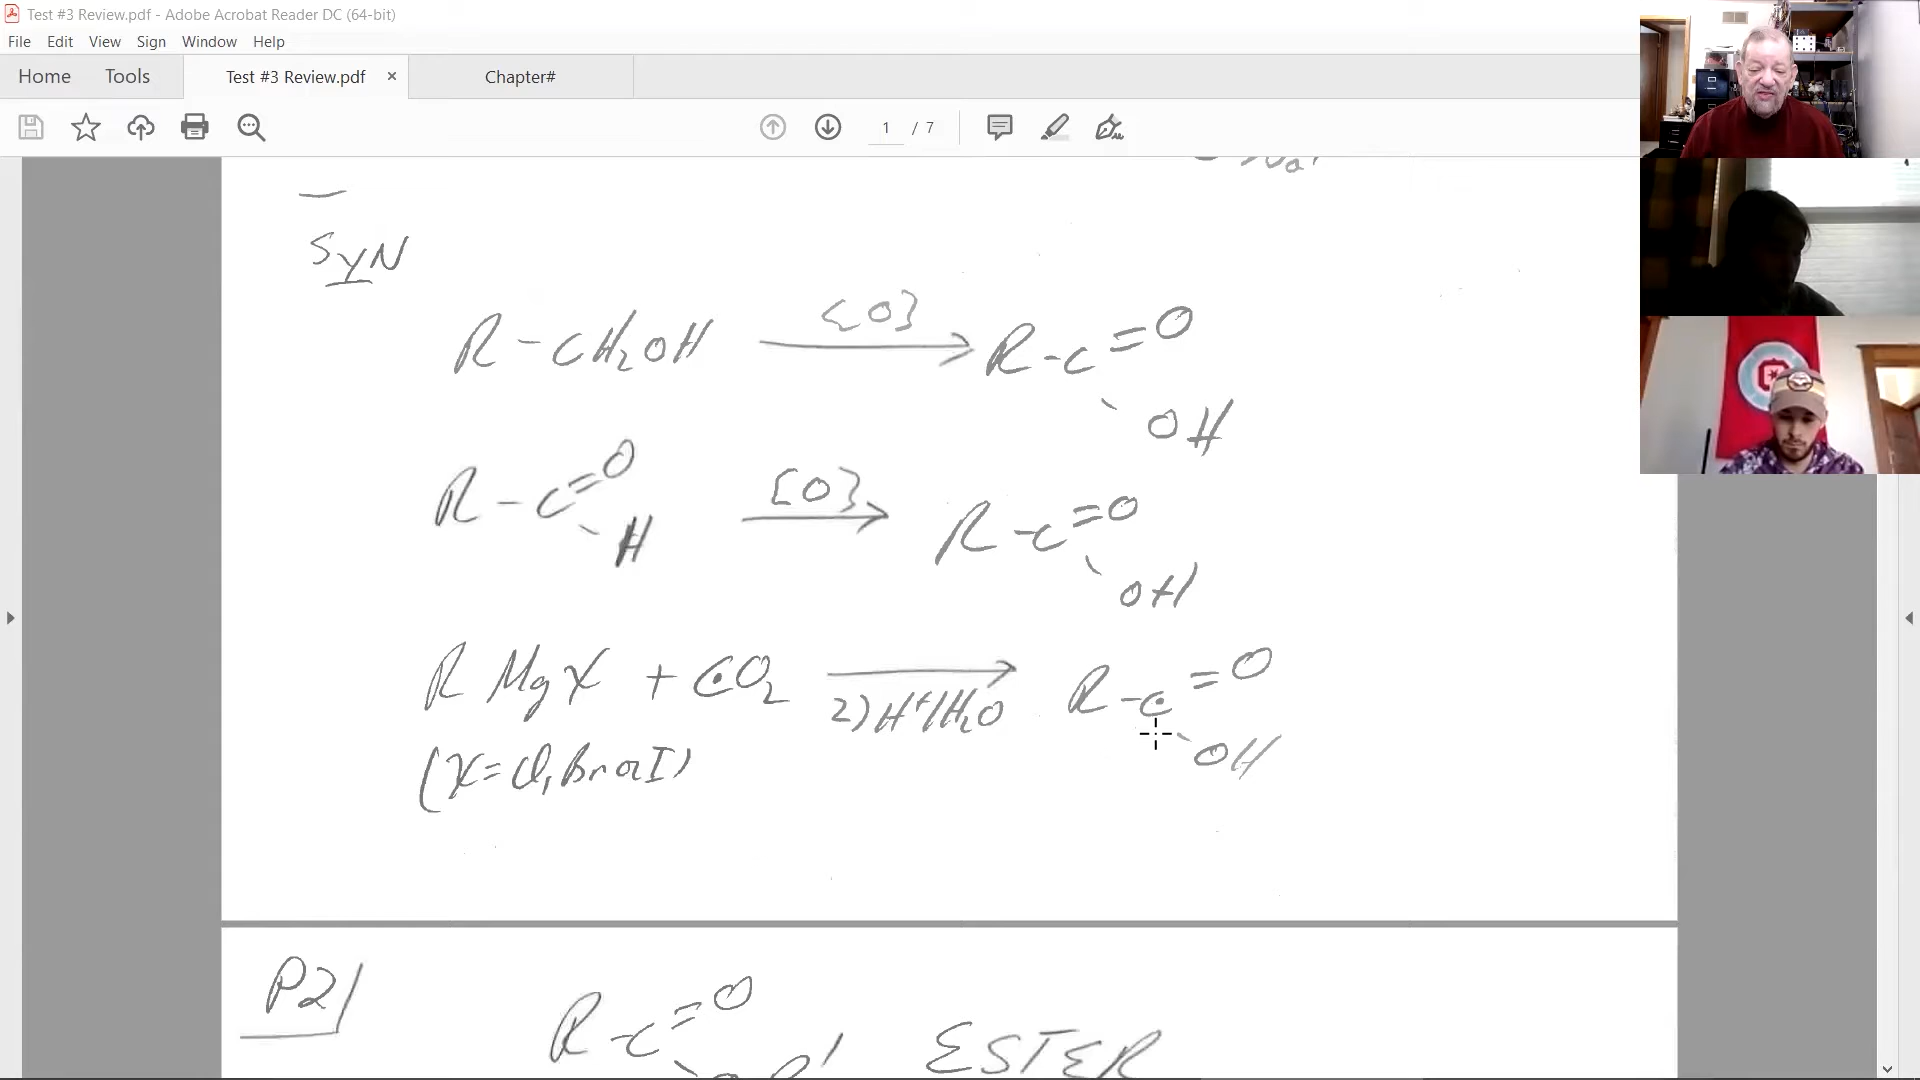 Test #3 Review.pdf - Adobe Acrobat Reader DC (64-bit)
File Edit View Sign Window Help
Home Tools Test #3 Review.pdf × Chapter#
1 / 7
SYN
R-CH₂OH {O} R-C=O
OH
R-C=O {O} R-C=O
H OH
R MgX + CO₂ 2) H⁺/H₂O R-C=O
OH
(X=Cl, Br or I)
P2
R-C=O ESTER